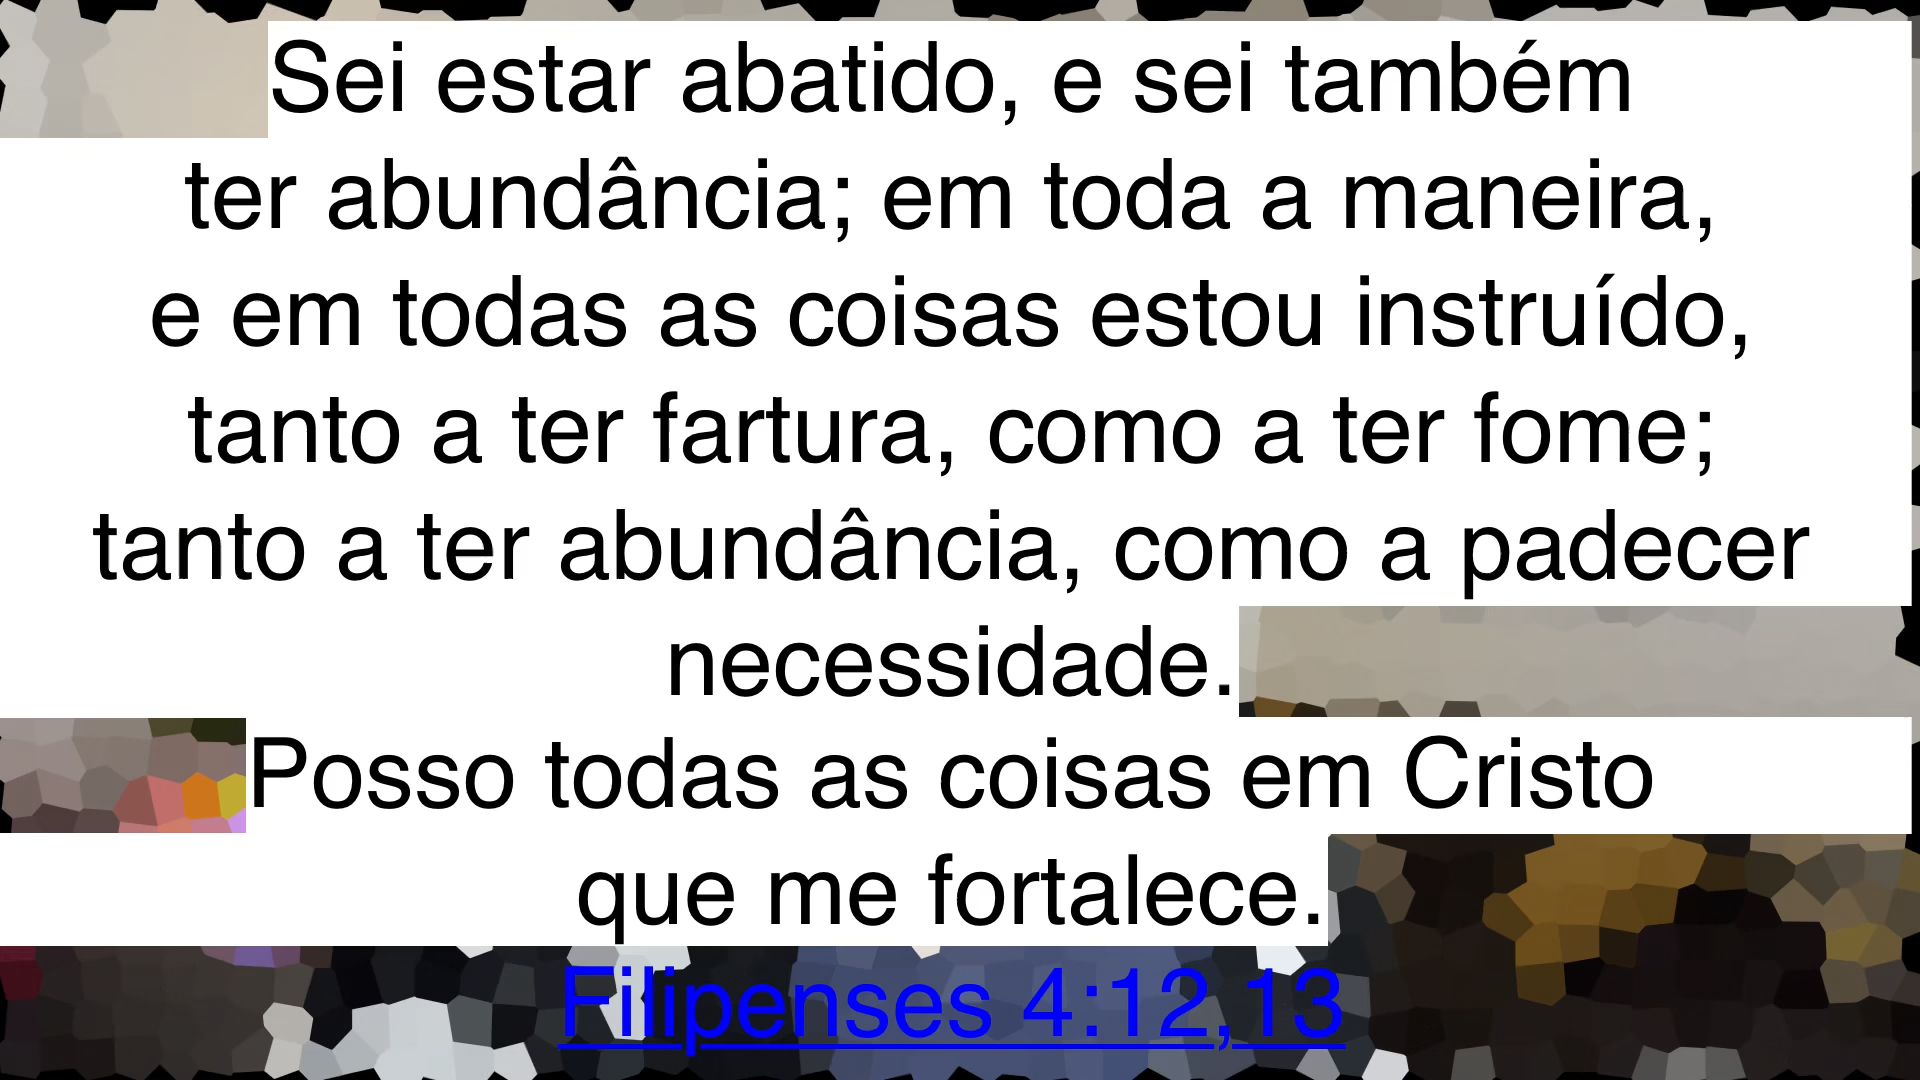 Sei estar abatido, e sei também
ter abundância; em toda a maneira,
e em todas as coisas estou instruído,
tanto a ter fartura, como a ter fome;
tanto a ter abundância, como a padecer
necessidade.
Posso todas as coisas em Cristo
que me fortalece.
Filipenses 4:12,13